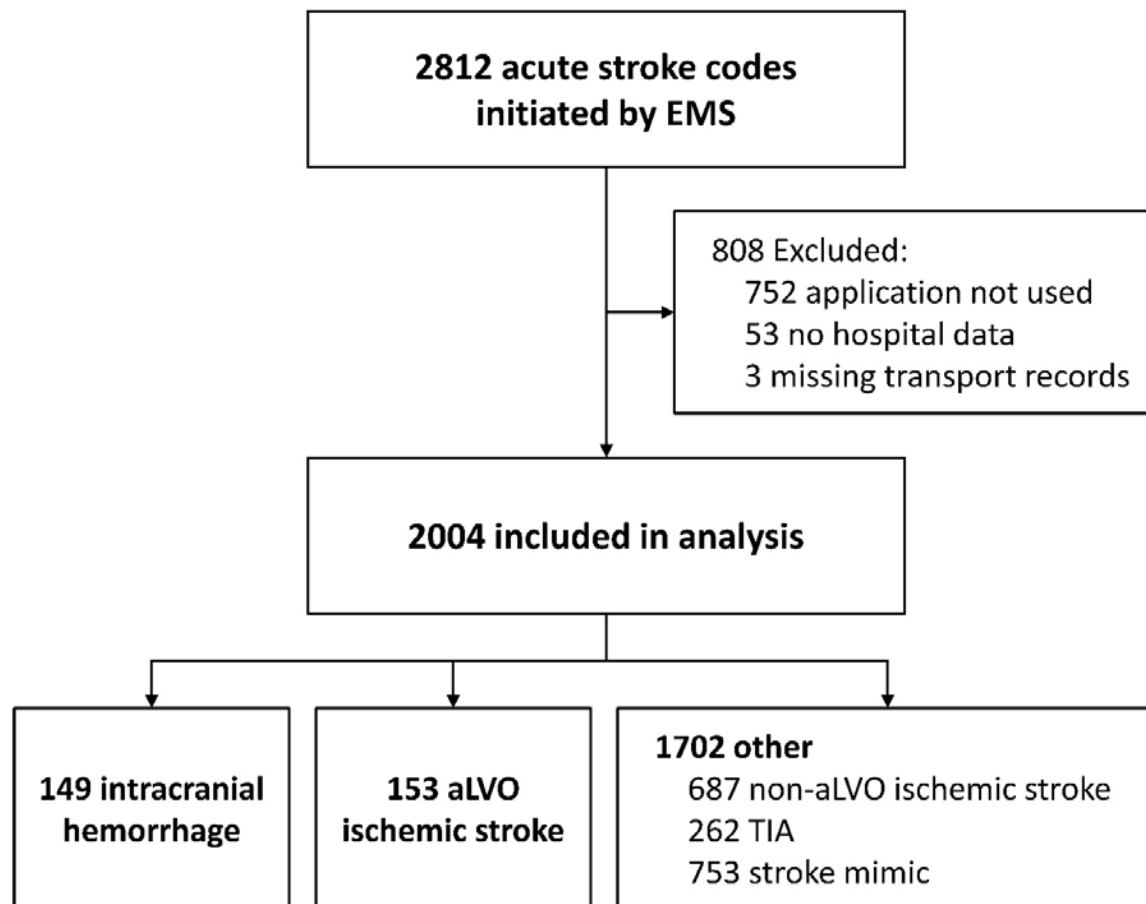 2812 acute stroke codes
initiated by EMS
808 Excluded:
752 application not used
53 no hospital data
3 missing transport records
2004 included in analysis
149 intracranial
hemorrhage
153 aLVO
ischemic stroke
1702 other
687 non-aLVO ischemic stroke
262 TIA
753 stroke mimic